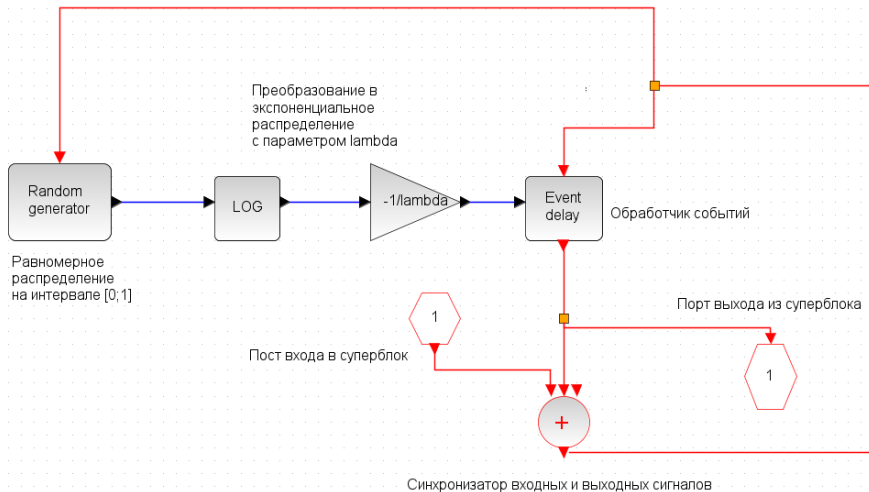 Преобразование в
экспоненциальное
распределение
с параметром lambda
Random
generator
LOG
-1/lambda
Event
delay
Обработчик событий
Равномерное
распределение
на интервале [0;1]
Порт выхода из суперблока
1
Пост входа в суперблок
1
+
Синхронизатор входных и выходных сигналов